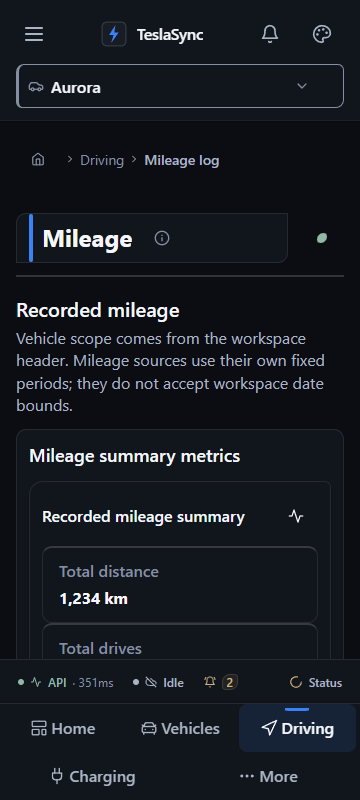 TeslaSync
Aurora
Driving
Mileage log
Mileage
Recorded mileage
Vehicle scope comes from the workspace
header. Mileage sources use their own fixed
periods; they do not accept workspace date
bounds.
Mileage summary metrics
Recorded mileage summary
Total distance
1,234 km
Total drives
API · 351ms
Idle
2
Status
Home
Vehicles
Driving
Charging
More